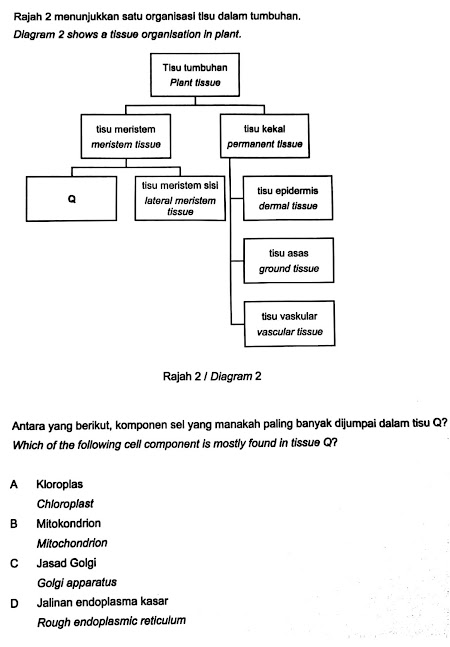 Rajah 2 menunjukkan satu organisasi tisu dalam tumbuhan.
Diagram 2 shows a tissue organisation in plant.
Tisu tumbuhan
Plant tissue
tisu meristem
meristem tissue
tisu kekal
permanent tissue
Q
tisu meristem sisi
lateral meristem
tissue
tisu epidermis
dermal tissue
tisu asas
ground tissue
tisu vaskular
vascular tissue
Rajah 2 / Diagram 2
Antara yang berikut, komponen sel yang manakah paling banyak dijumpai dalam tisu Q?
Which of the following cell component is mostly found in tissue Q?
A Kloroplas
Chloroplast
B Mitokondrion
Mitochondrion
C Jasad Golgi
Golgi apparatus
D Jalinan endoplasma kasar
Rough endoplasmic reticulum